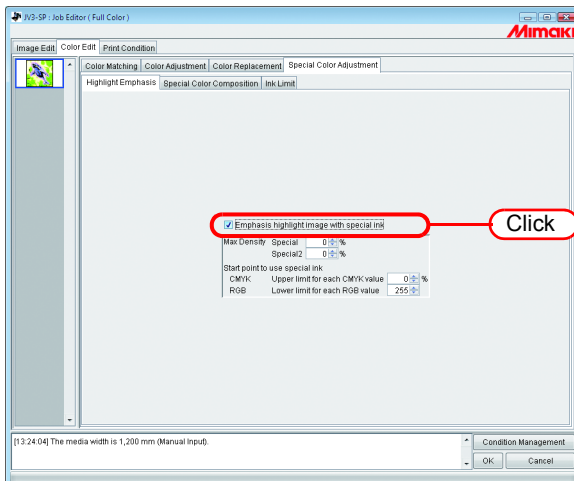 JV3-SP : Job Editor ( Full Color )
Mimaki
Image Edit Color Edit Print Condition
Color Matching Color Adjustment Color Replacement Special Color Adjustment
Highlight Emphasis Special Color Composition Ink Limit
Emphasis highlight image with special ink
Click
Max Density Special 0 %
Special2 0 %
Start point to use special ink
CMYK Upper limit for each CMYK value 0 %
RGB Lower limit for each RGB value 255
[13:24:04] The media width is 1,200 mm (Manual Input).
Condition Management
OK Cancel